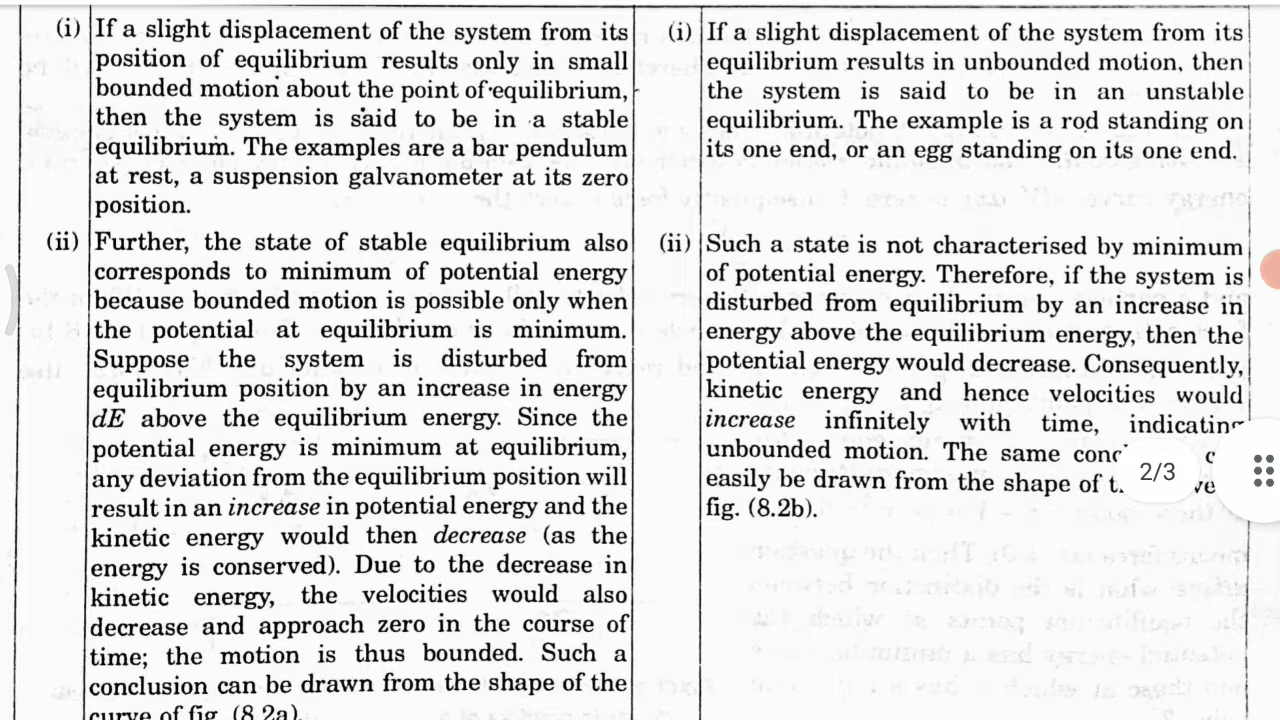 (i) If a slight displacement of the system from its
position of equilibrium results only in small
bounded motion about the point of equilibrium,
then the system is said to be in a stable
equilibrium. The examples are a bar pendulum
at rest, a suspension galvanometer at its zero
position.
(ii) Further, the state of stable equilibrium also
corresponds to minimum of potential energy
because bounded motion is possible only when
the potential at equilibrium is minimum.
Suppose the system is disturbed from
equilibrium position by an increase in energy
dE above the equilibrium energy. Since the
potential energy is minimum at equilibrium,
any deviation from the equilibrium position will
result in an increase in potential energy and the
kinetic energy would then decrease (as the
energy is conserved). Due to the decrease in
kinetic energy, the velocities would also
decrease and approach zero in the course of
time; the motion is thus bounded. Such a
conclusion can be drawn from the shape of the
curve of fig. (8.2a).
(i) If a slight displacement of the system from its
equilibrium results in unbounded motion, then
the system is said to be in an unstable
equilibrium. The example is a rod standing on
its one end, or an egg standing on its one end.
(ii) Such a state is not characterised by minimum
of potential energy. Therefore, if the system is
disturbed from equilibrium by an increase in
energy above the equilibrium energy, then the
potential energy would decrease. Consequently,
kinetic energy and hence velocities would
increase infinitely with time, indicating
unbounded motion. The same
easily be drawn from the shape of
fig. (8.2b).
2/3